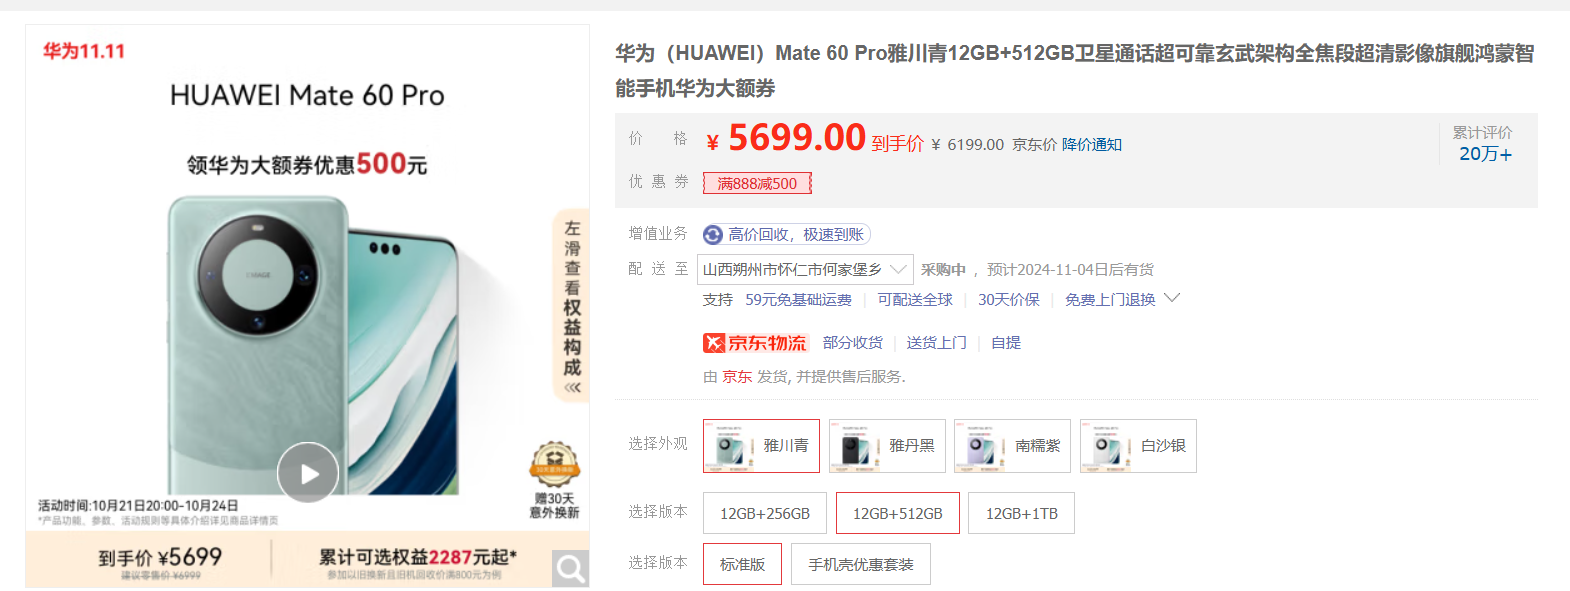 华为11.11
HUAWEI Mate 60 Pro
领华为大额券优惠500元
左滑查看权益构成
XMAGE
赠30天
意外换新
活动时间:10月21日20:00-10月24日
*产品功能、参数、活动规则等具体介绍详见商品详情页
到手价 ¥5699
建议零售价 ¥6999
累计可选权益2287元起*
参加以旧换新且旧机回收价满800元为例
华为（HUAWEI）Mate 60 Pro雅川青12GB+512GB卫星通话超可靠玄武架构全焦段超清影像旗舰鸿蒙智
能手机华为大额券
价 格 ¥ 5699.00 到手价 ¥ 6199.00 京东价 降价通知
累计评价
20万+
优 惠 券 满888减500
增值业务 高价回收，极速到账
配 送 至 山西朔州市怀仁市何家堡乡 采购中 ，预计2024-11-04日后有货
支持 59元免基础运费 可配送全球 30天价保 免费上门退换
京东物流 部分收货 送货上门 自提
由 京东 发货, 并提供售后服务.
选择外观 雅川青 雅丹黑 南糯紫 白沙银
选择版本 12GB+256GB 12GB+512GB 12GB+1TB
选择版本 标准版 手机壳优惠套装